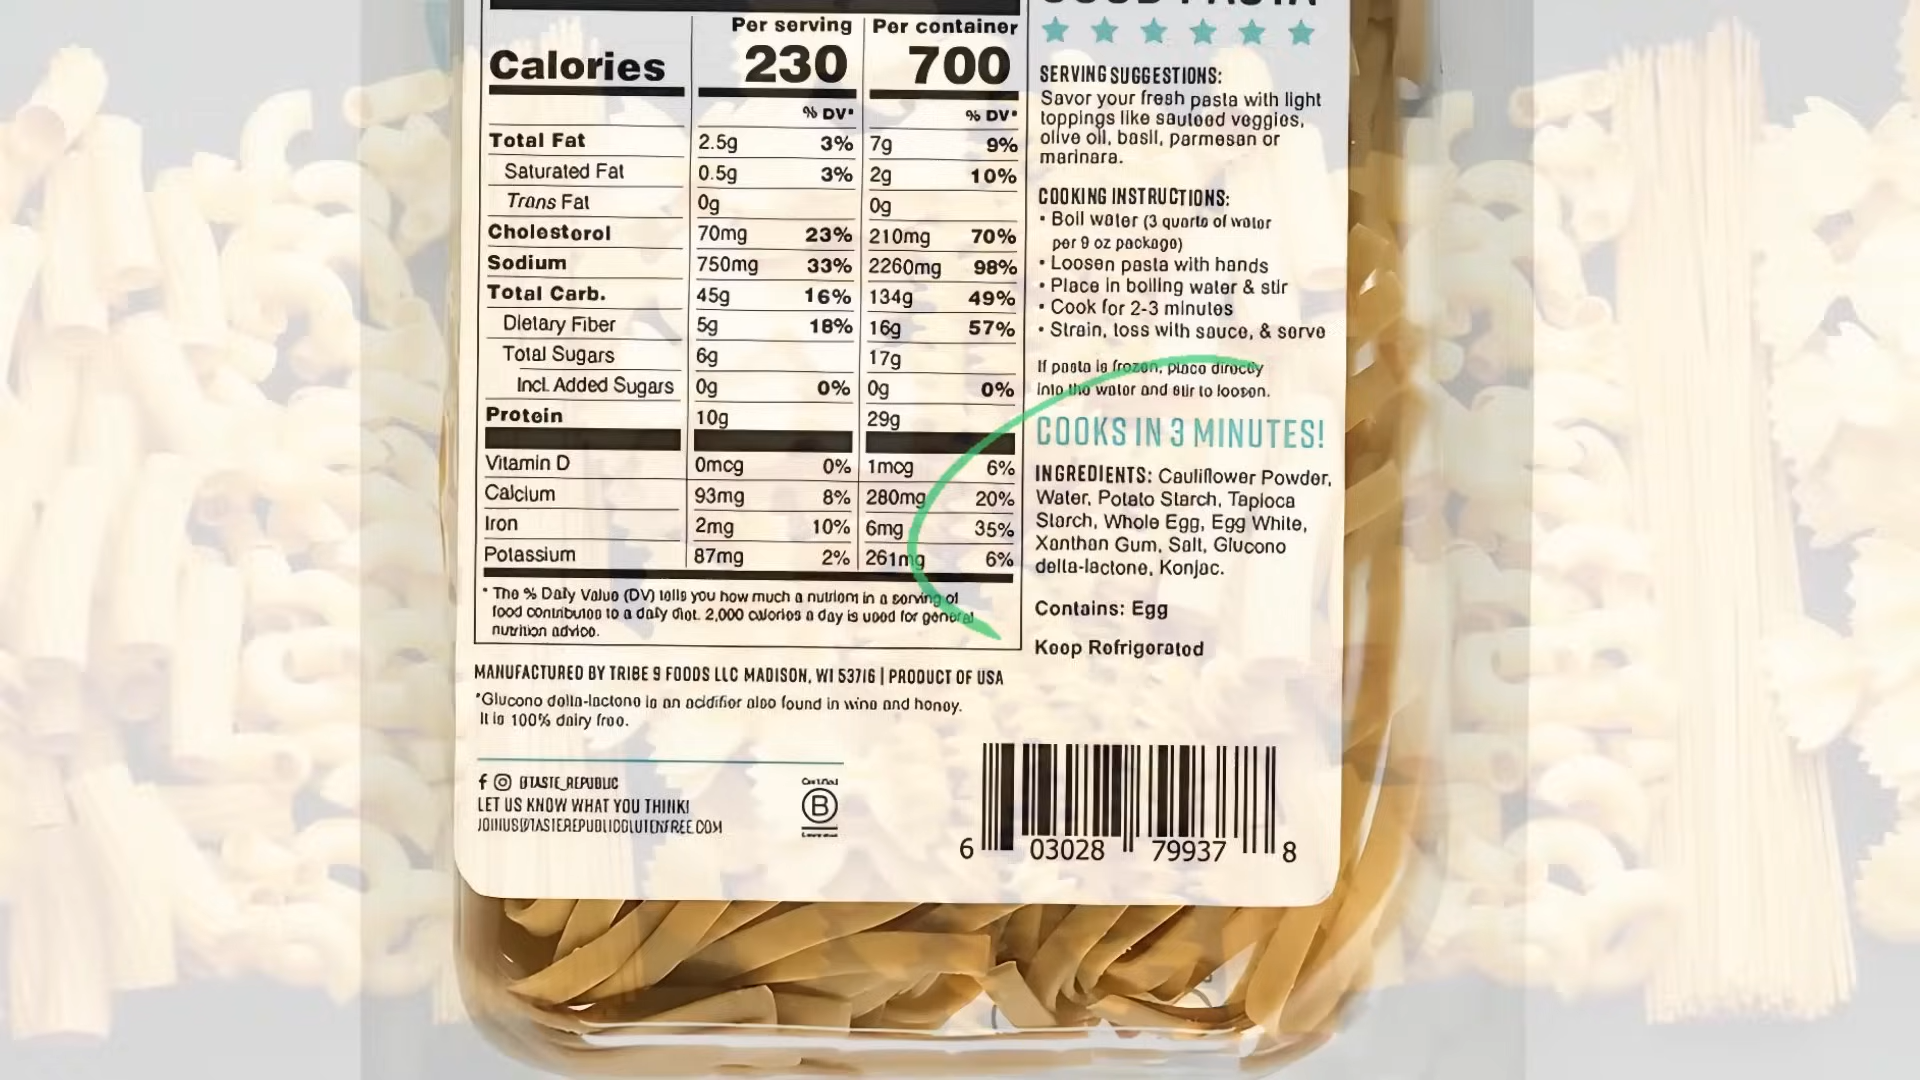 Per serving Per container
Calories 230 700
% DV* % DV*
Total Fat 2.5g 3% 7g 9%
Saturated Fat 0.5g 3% 2g 10%
Trans Fat 0g 0g
Cholesterol 70mg 23% 210mg 70%
Sodium 750mg 33% 2260mg 98%
Total Carb. 45g 16% 134g 49%
Dietary Fiber 5g 18% 16g 57%
Total Sugars 6g 17g
Incl. Added Sugars 0g 0% 0g 0%
Protein 10g 29g
Vitamin D 0mcg 0% 1mcg 6%
Calcium 93mg 8% 280mg 20%
Iron 2mg 10% 6mg 35%
Potassium 87mg 2% 261mg 6%
* The % Daily Value (DV) tells you how much a nutrient in a serving of
food contributes to a daily diet. 2,000 calories a day is used for general
nutrition advice.
MANUFACTURED BY TRIBE 9 FOODS LLC MADISON, WI 53716 | PRODUCT OF USA
*Glucono delta-lactone is an acidifier also found in wine and honey.
It is 100% dairy free.
@TASTE_REPUBLIC
LET US KNOW WHAT YOU THINK!
JOINUS@TASTEREPUBLICGLUTENFREE.COM
Certified
B
PASTA
SERVING SUGGESTIONS:
Savor your fresh pasta with light
toppings like sauteed veggies,
olive oil, basil, parmesan or
marinara.
COOKING INSTRUCTIONS:
• Boil water (3 quarts of water
per 9 oz package)
• Loosen pasta with hands
• Place in boiling water & stir
• Cook for 2-3 minutes
• Strain, toss with sauce, & serve
If pasta is frozen, place directly
into the water and stir to loosen.
COOKS IN 3 MINUTES!
INGREDIENTS: Cauliflower Powder,
Water, Potato Starch, Tapioca
Starch, Whole Egg, Egg White,
Xanthan Gum, Salt, Glucono
delta-lactone, Konjac.
Contains: Egg
Keep Refrigerated
6 03028 79937 8